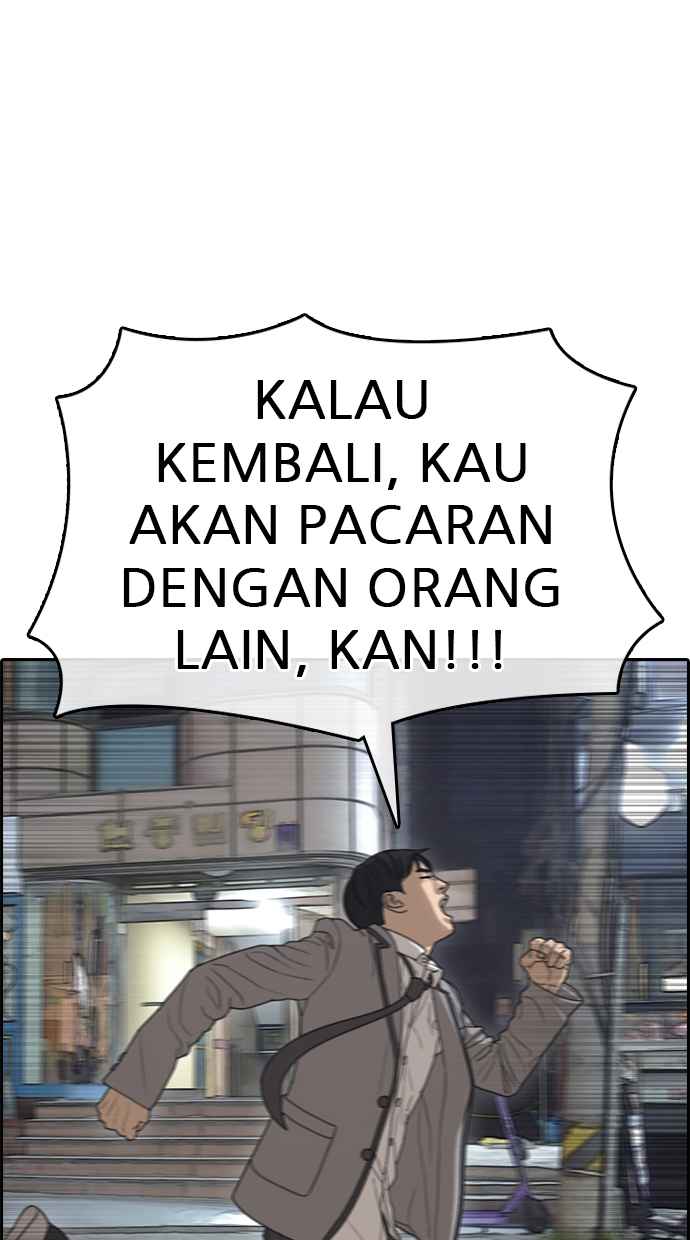 KALAU
KEMBALI, KAU
AKAN PACARAN
DENGAN ORANG
LAIN, KAN!!!